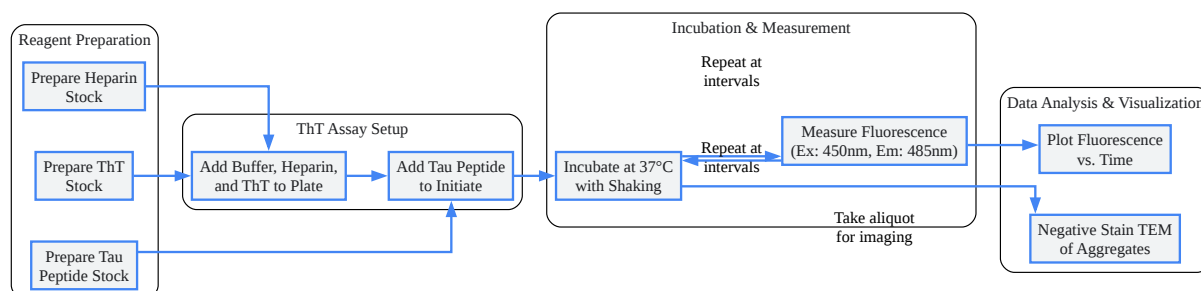 Reagent Preparation
Prepare Heparin
Stock
Prepare ThT
Stock
Prepare Tau
Peptide Stock
ThT Assay Setup
Add Buffer, Heparin,
and ThT to Plate
Add Tau Peptide
to Initiate
Incubation & Measurement
Repeat at
intervals
Incubate at 37°C
with Shaking
Repeat at
intervals
Measure Fluorescence
(Ex: 450nm, Em: 485nm)
Take aliquot
for imaging
Data Analysis & Visualization
Plot Fluorescence
vs. Time
Negative Stain TEM
of Aggregates